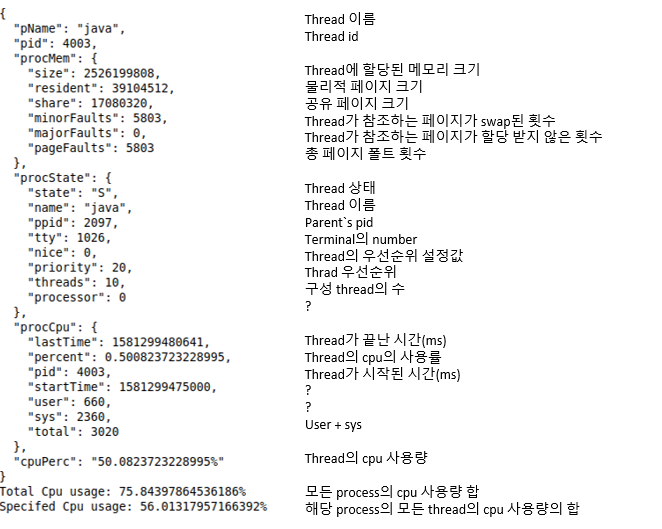 {
"pName": "java", Thread 이름
"pid": 4003, Thread id
"procMem": {
"size": 2526199808, Thread에 할당된 메모리 크기
"resident": 39104512, 물리적 페이지 크기
"share": 17080320, 공유 페이지 크기
"minorFaults": 5803, Thread가 참조하는 페이지가 swap된 횟수
"majorFaults": 0, Thread가 참조하는 페이지가 할당 받지 않은 횟수
"pageFaults": 5803 총 페이지 폴트 횟수
},
"procState": {
"state": "S", Thread 상태
"name": "java", Thread 이름
"ppid": 2097, Parent`s pid
"tty": 1026, Terminal의 number
"nice": 0, Thread의 우선순위 설정값
"priority": 20, Thrad 우선순위
"threads": 10, 구성 thread의 수
"processor": 0 ?
},
"procCpu": {
"lastTime": 1581299480641, Thread가 끝난 시간(ms)
"percent": 0.500823723228995, Thread의 cpu의 사용률
"pid": 4003, Thread가 시작된 시간(ms)
"startTime": 1581299475000, ?
"user": 660, ?
"sys": 2360, User + sys
"total": 3020
},
"cpuPerc": "50.0823723228995%" Thread의 cpu 사용량
}
Total Cpu usage: 75.84397864536186% 모든 process의 cpu 사용량 합
Specifed Cpu usage: 56.01317957166392% 해당 process의 모든 thread의 cpu 사용량의 합